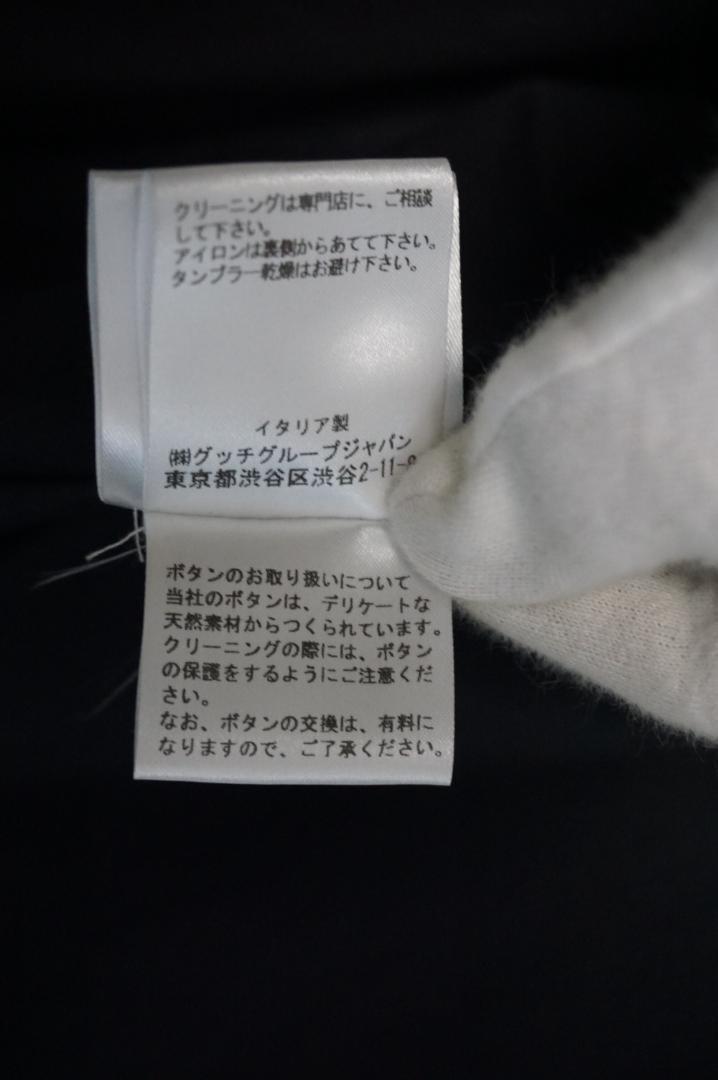 クリーニングは専門店に、ご相談
して下さい。
アイロンは裏側からあてて下さい。
タンブラー乾燥はお避け下さい。
イタリア製
㈱グッチグループジャパン
東京都渋谷区渋谷2-11-
ボタンのお取り扱いについて
当社のボタンは、デリケートな
天然素材からつくられています。
クリーニングの際には、ボタン
の保護をするようにご注意くだ
さい。
なお、ボタンの交換は、有料に
なりますので、ご了承ください。